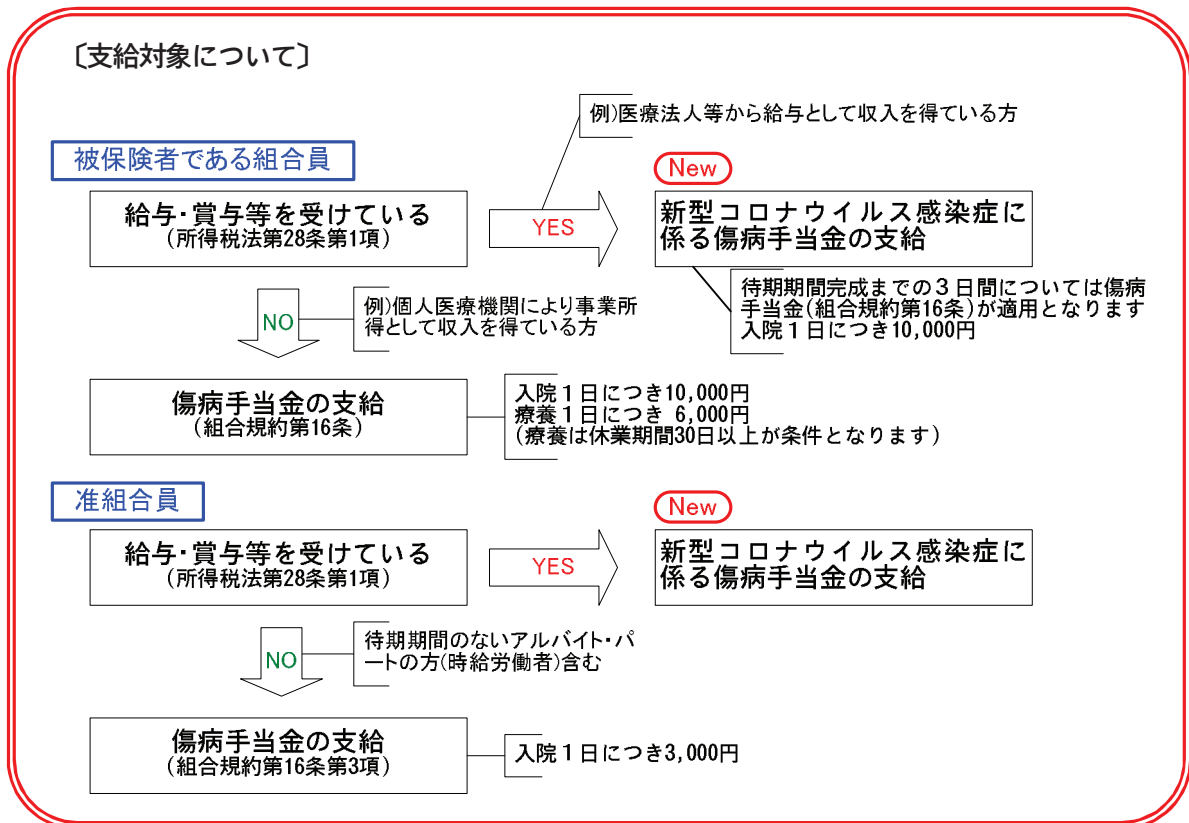 〔支給対象について〕
例)医療法人等から給与として収入を得ている方
被保険者である組合員
New
給与・賞与等を受けている
(所得税法第28条第1項)
YES
新型コロナウイルス感染症に
係る傷病手当金の支給
待期期間完成までの３日間については傷病
手当金(組合規約第16条)が適用となります
入院１日につき10,000円
NO
例)個人医療機関により事業所
得として収入を得ている方
傷病手当金の支給
(組合規約第16条)
入院１日につき10,000円
療養１日につき 6,000円
(療養は休業期間30日以上が条件となります)
准組合員
New
給与・賞与等を受けている
(所得税法第28条第1項)
YES
新型コロナウイルス感染症に
係る傷病手当金の支給
NO
待期期間のないアルバイト・パ
ートの方(時給労働者)含む
傷病手当金の支給
(組合規約第16条第3項)
入院１日につき3,000円